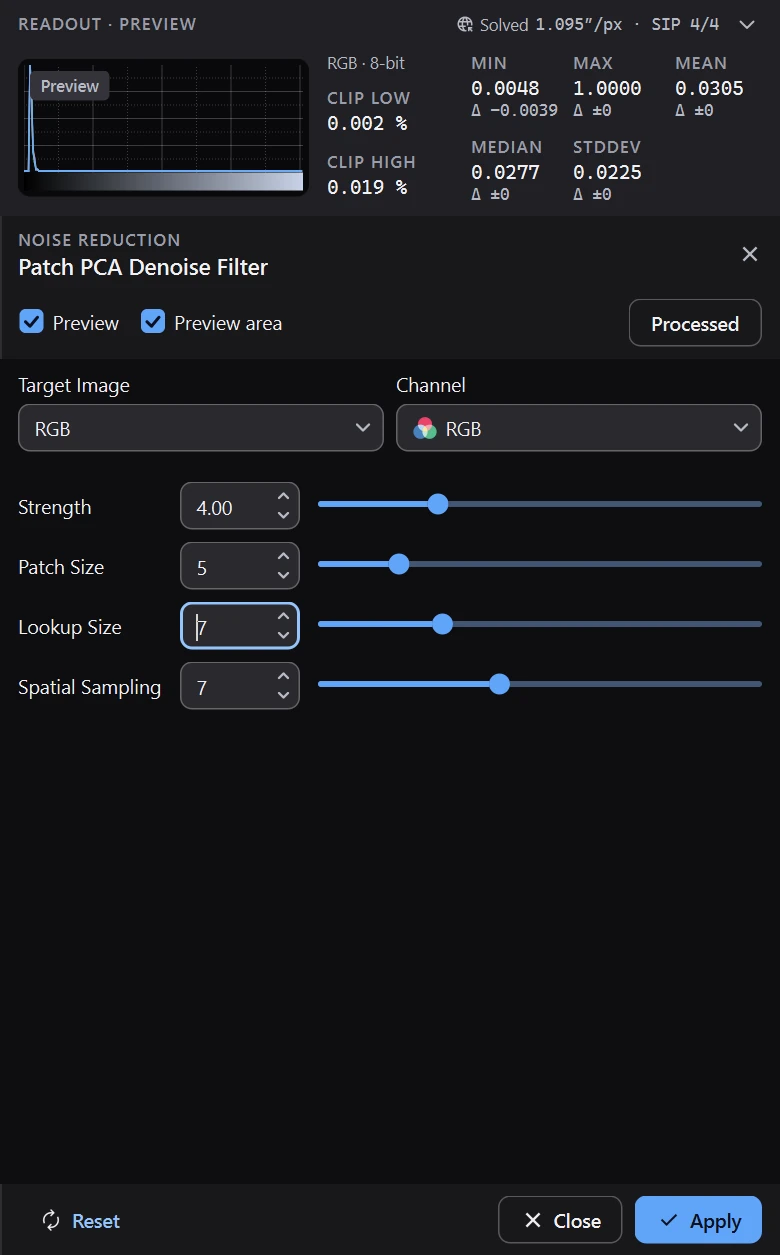 READOUT · PREVIEW
Solved 1.095″/px · SIP 4/4
Preview
RGB · 8-bit
CLIP LOW
0.002 %
CLIP HIGH
0.019 %
MIN MAX MEAN
0.0048 1.0000 0.0305
Δ −0.0039 Δ ±0 Δ ±0
MEDIAN STDDEV
0.0277 0.0225
Δ ±0 Δ ±0
NOISE REDUCTION
Patch PCA Denoise Filter
Preview Preview area Processed
Target Image Channel
RGB RGB
Strength 4.00
Patch Size 5
Lookup Size 7
Spatial Sampling 7
Reset Close Apply